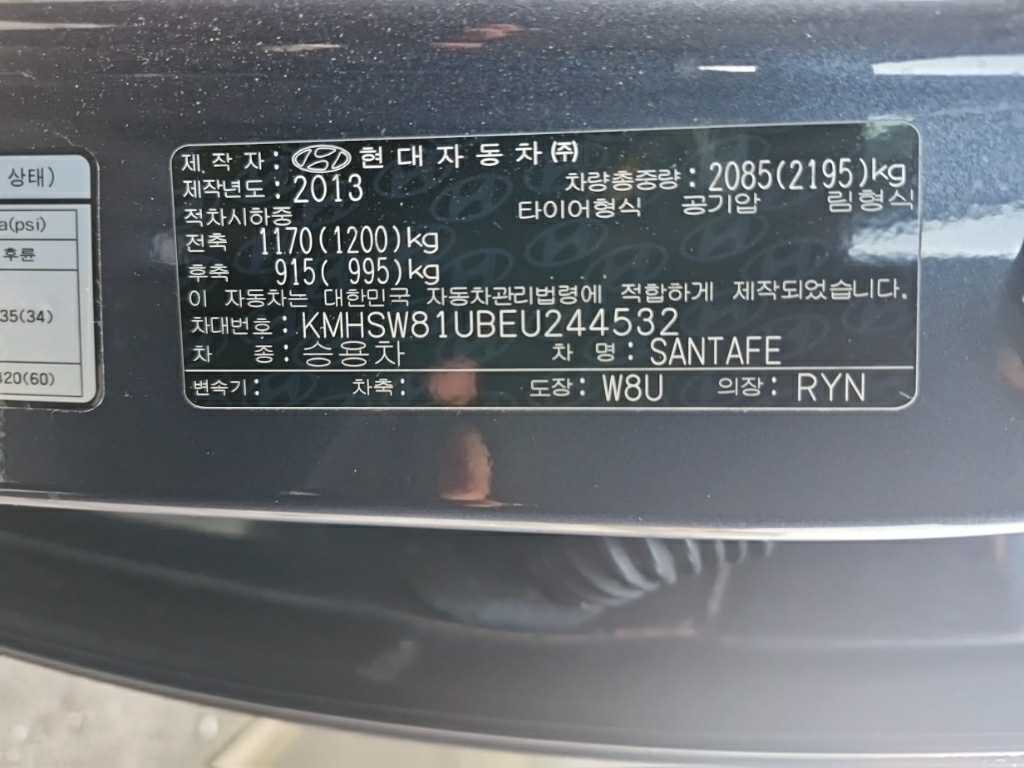 상태)
a(psi)
후륜
35(34)
420(60)
제 작 자 : 현대자동차(주)
제작년도 : 2013 차량총중량 : 2085(2195)kg
적차시하중 타이어형식 공기압 림형식
전축 1170(1200)kg
후축 915( 995)kg
이 자동차는 대한민국 자동차관리법령에 적합하게 제작되었습니다.
차대번호 : KMHSW81UBEU244532
차 종 : 승용차 차 명 : SANTAFE
변속기 : 차축 : 도장 : W8U 의장 : RYN